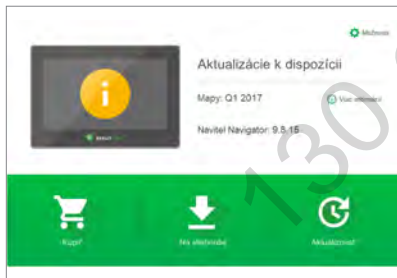 Možnosti
Aktualizácie k dispozícii
Mapy: Q1 2017
Viac informácií
Navitel Navigator: 9.8.15
130
Kúpiť
Na stiahnutie
Aktualizovať